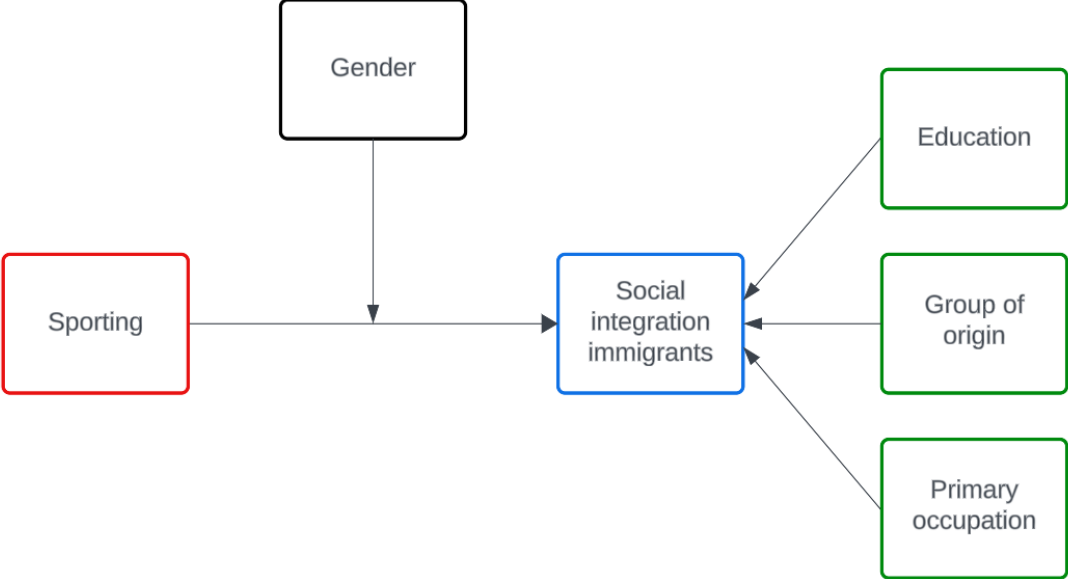 Gender
Education
Sporting
Social
integration
immigrants
Group of
origin
Primary
occupation